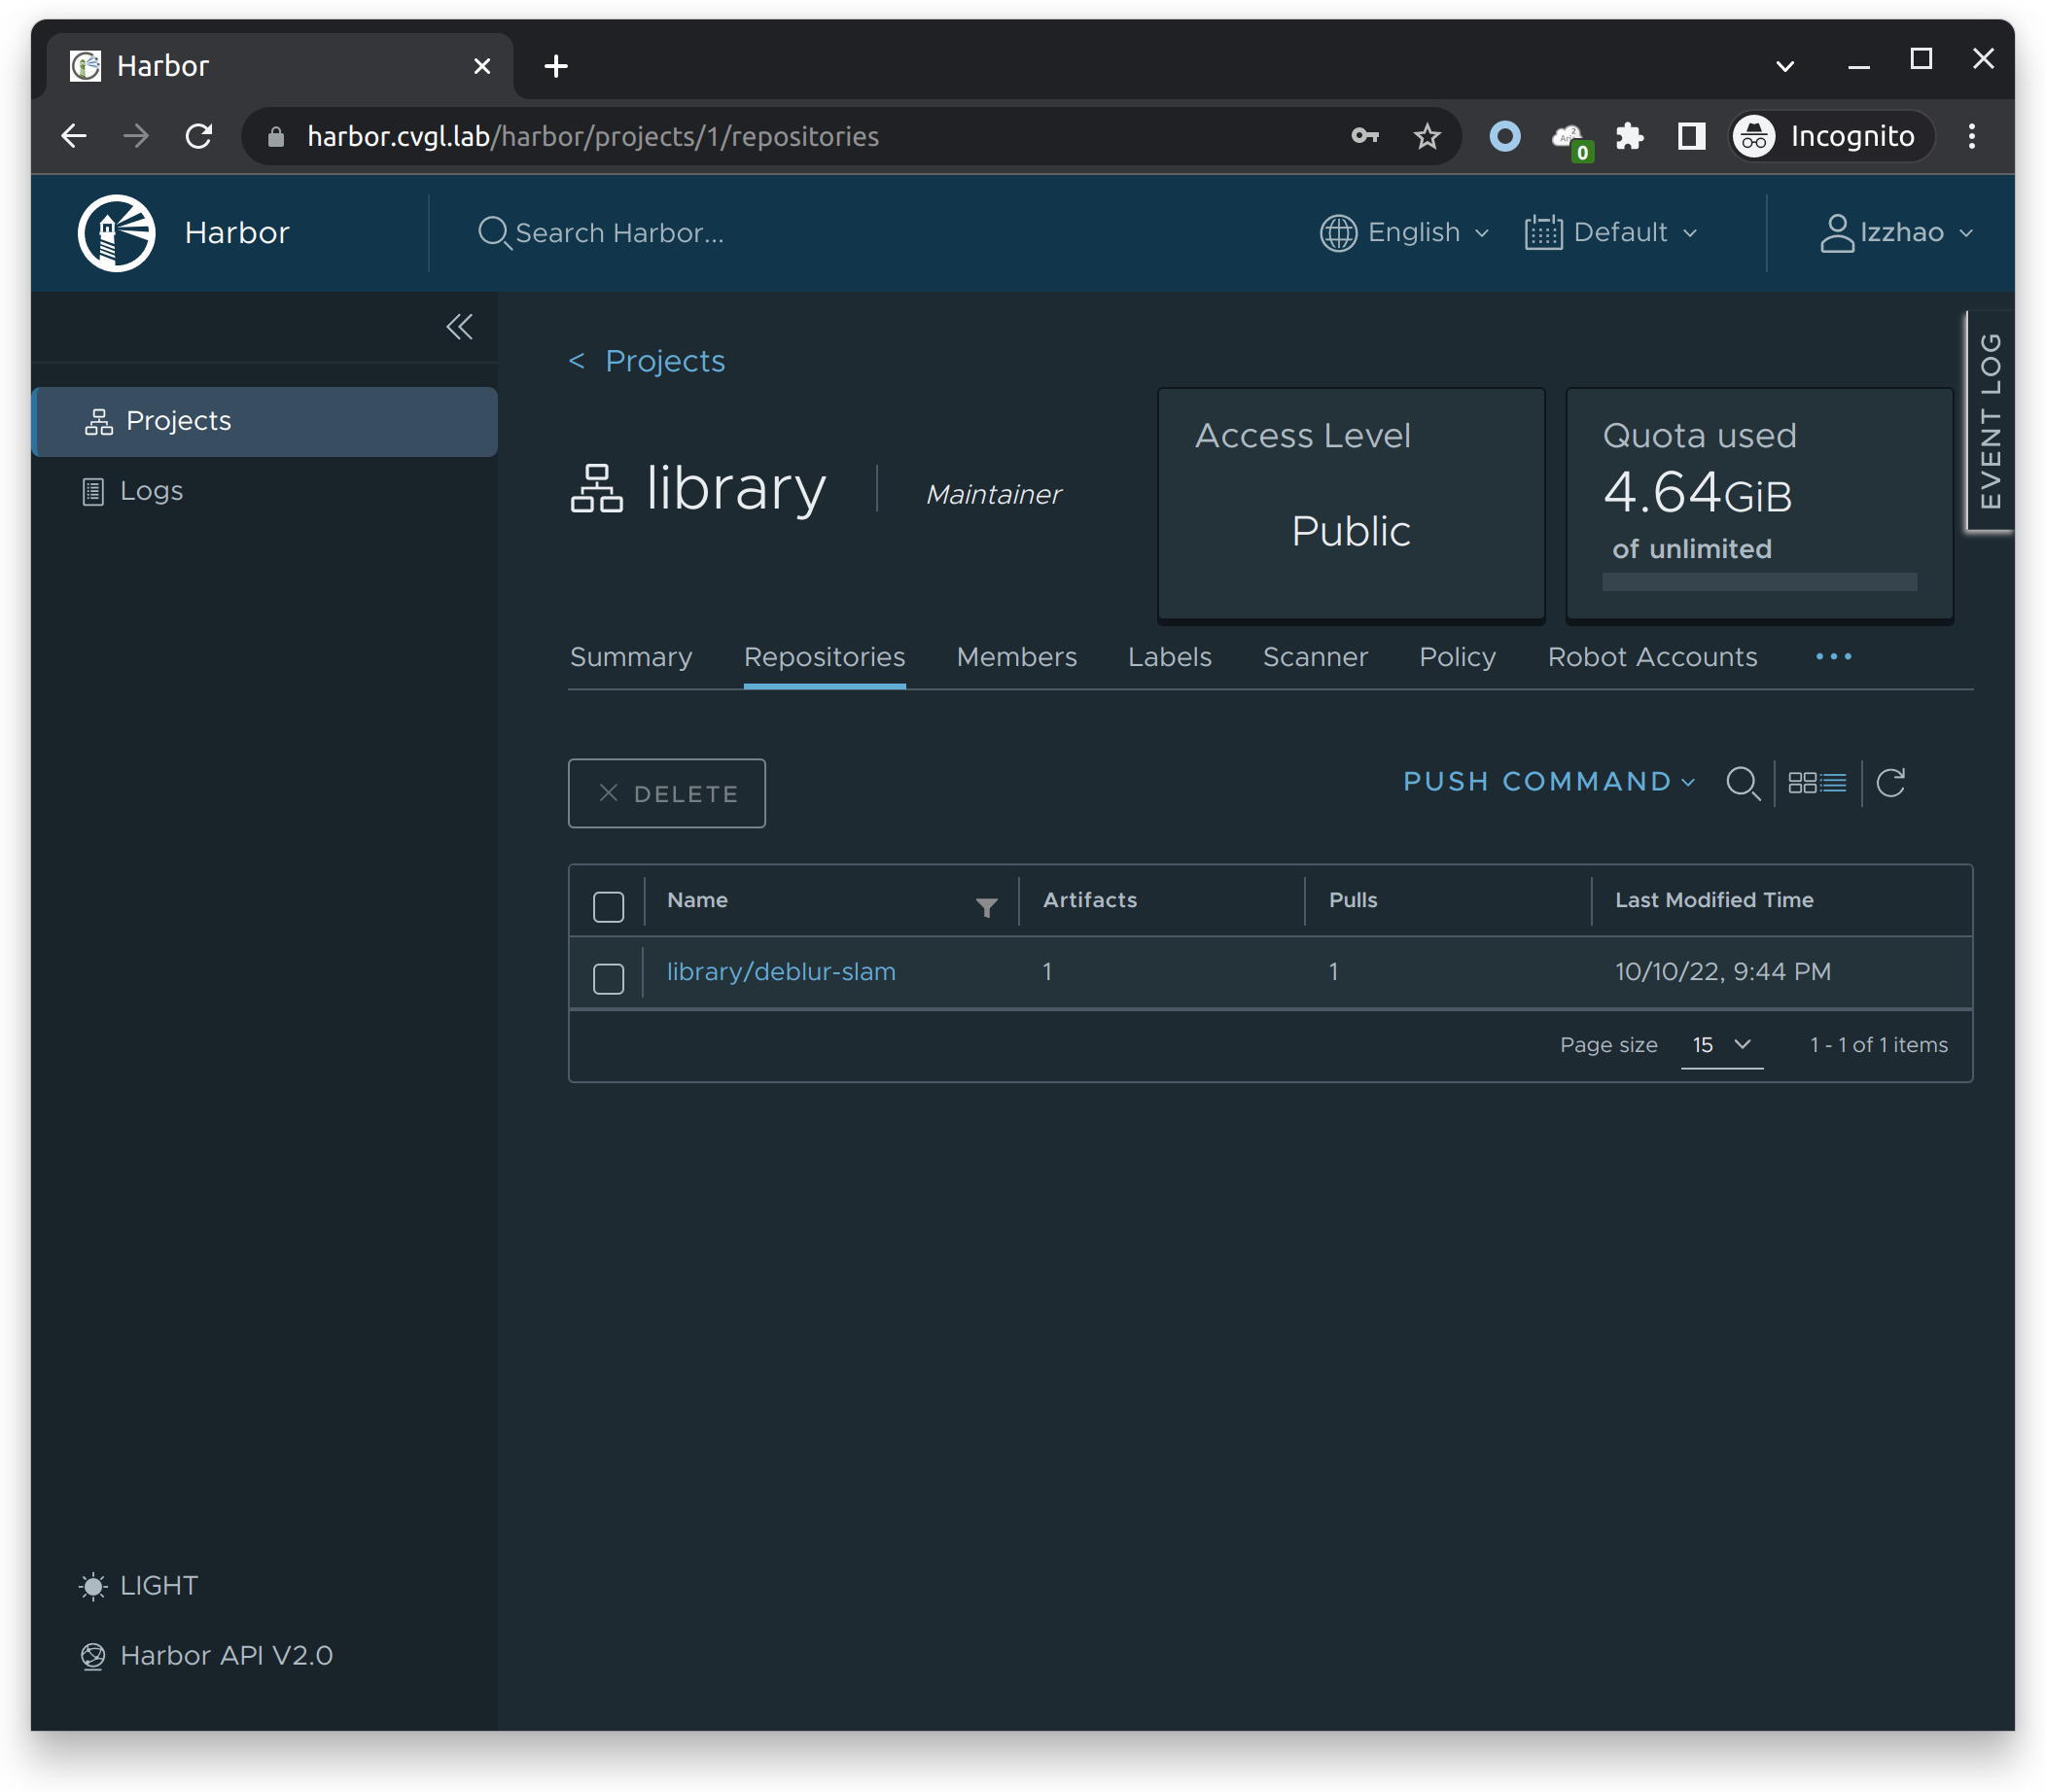 Harbor
harbor.cvgl.lab/harbor/projects/1/repositories
0
Incognito
Harbor
Search Harbor...
English
Default
lzzhao
Projects
Logs
LIGHT
Harbor API V2.0
< Projects
library
Maintainer
Access Level
Public
Quota used
4.64GiB
of unlimited
EVENT LOG
Summary Repositories Members Labels Scanner Policy Robot Accounts ...
DELETE
PUSH COMMAND
Name Artifacts Pulls Last Modified Time
library/deblur-slam 1 1 10/10/22, 9:44 PM
Page size 15 1 - 1 of 1 items